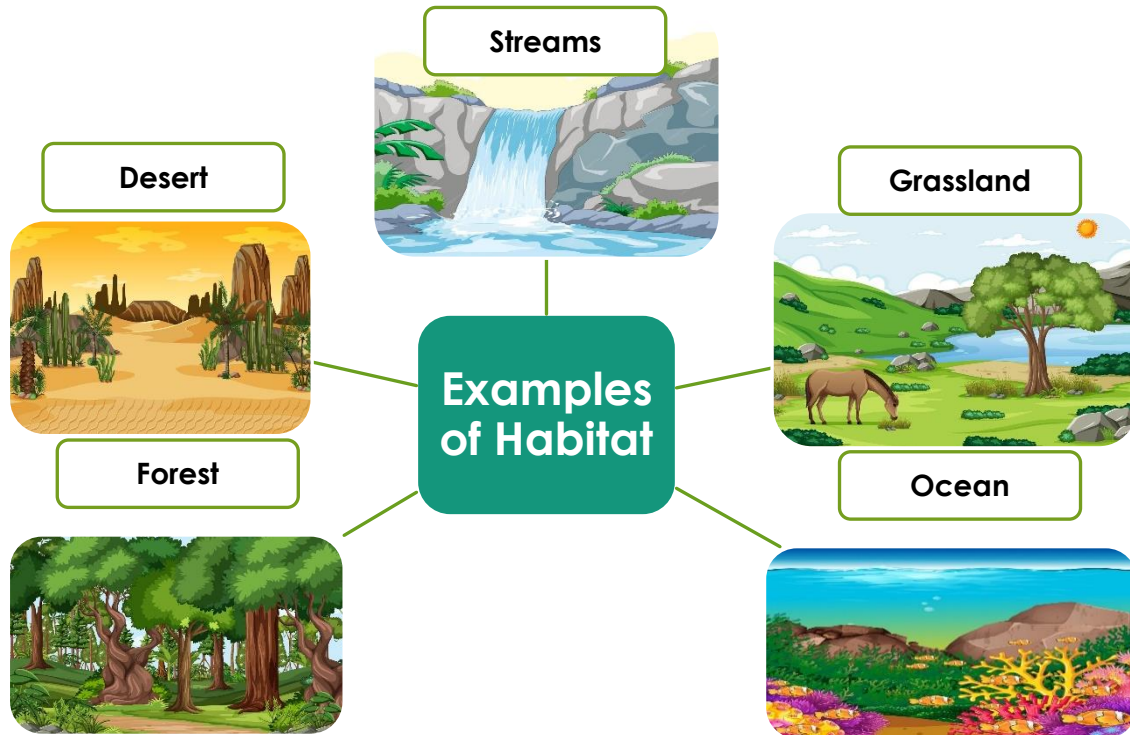 Streams
Desert
Grassland
Examples
of Habitat
Forest
Ocean